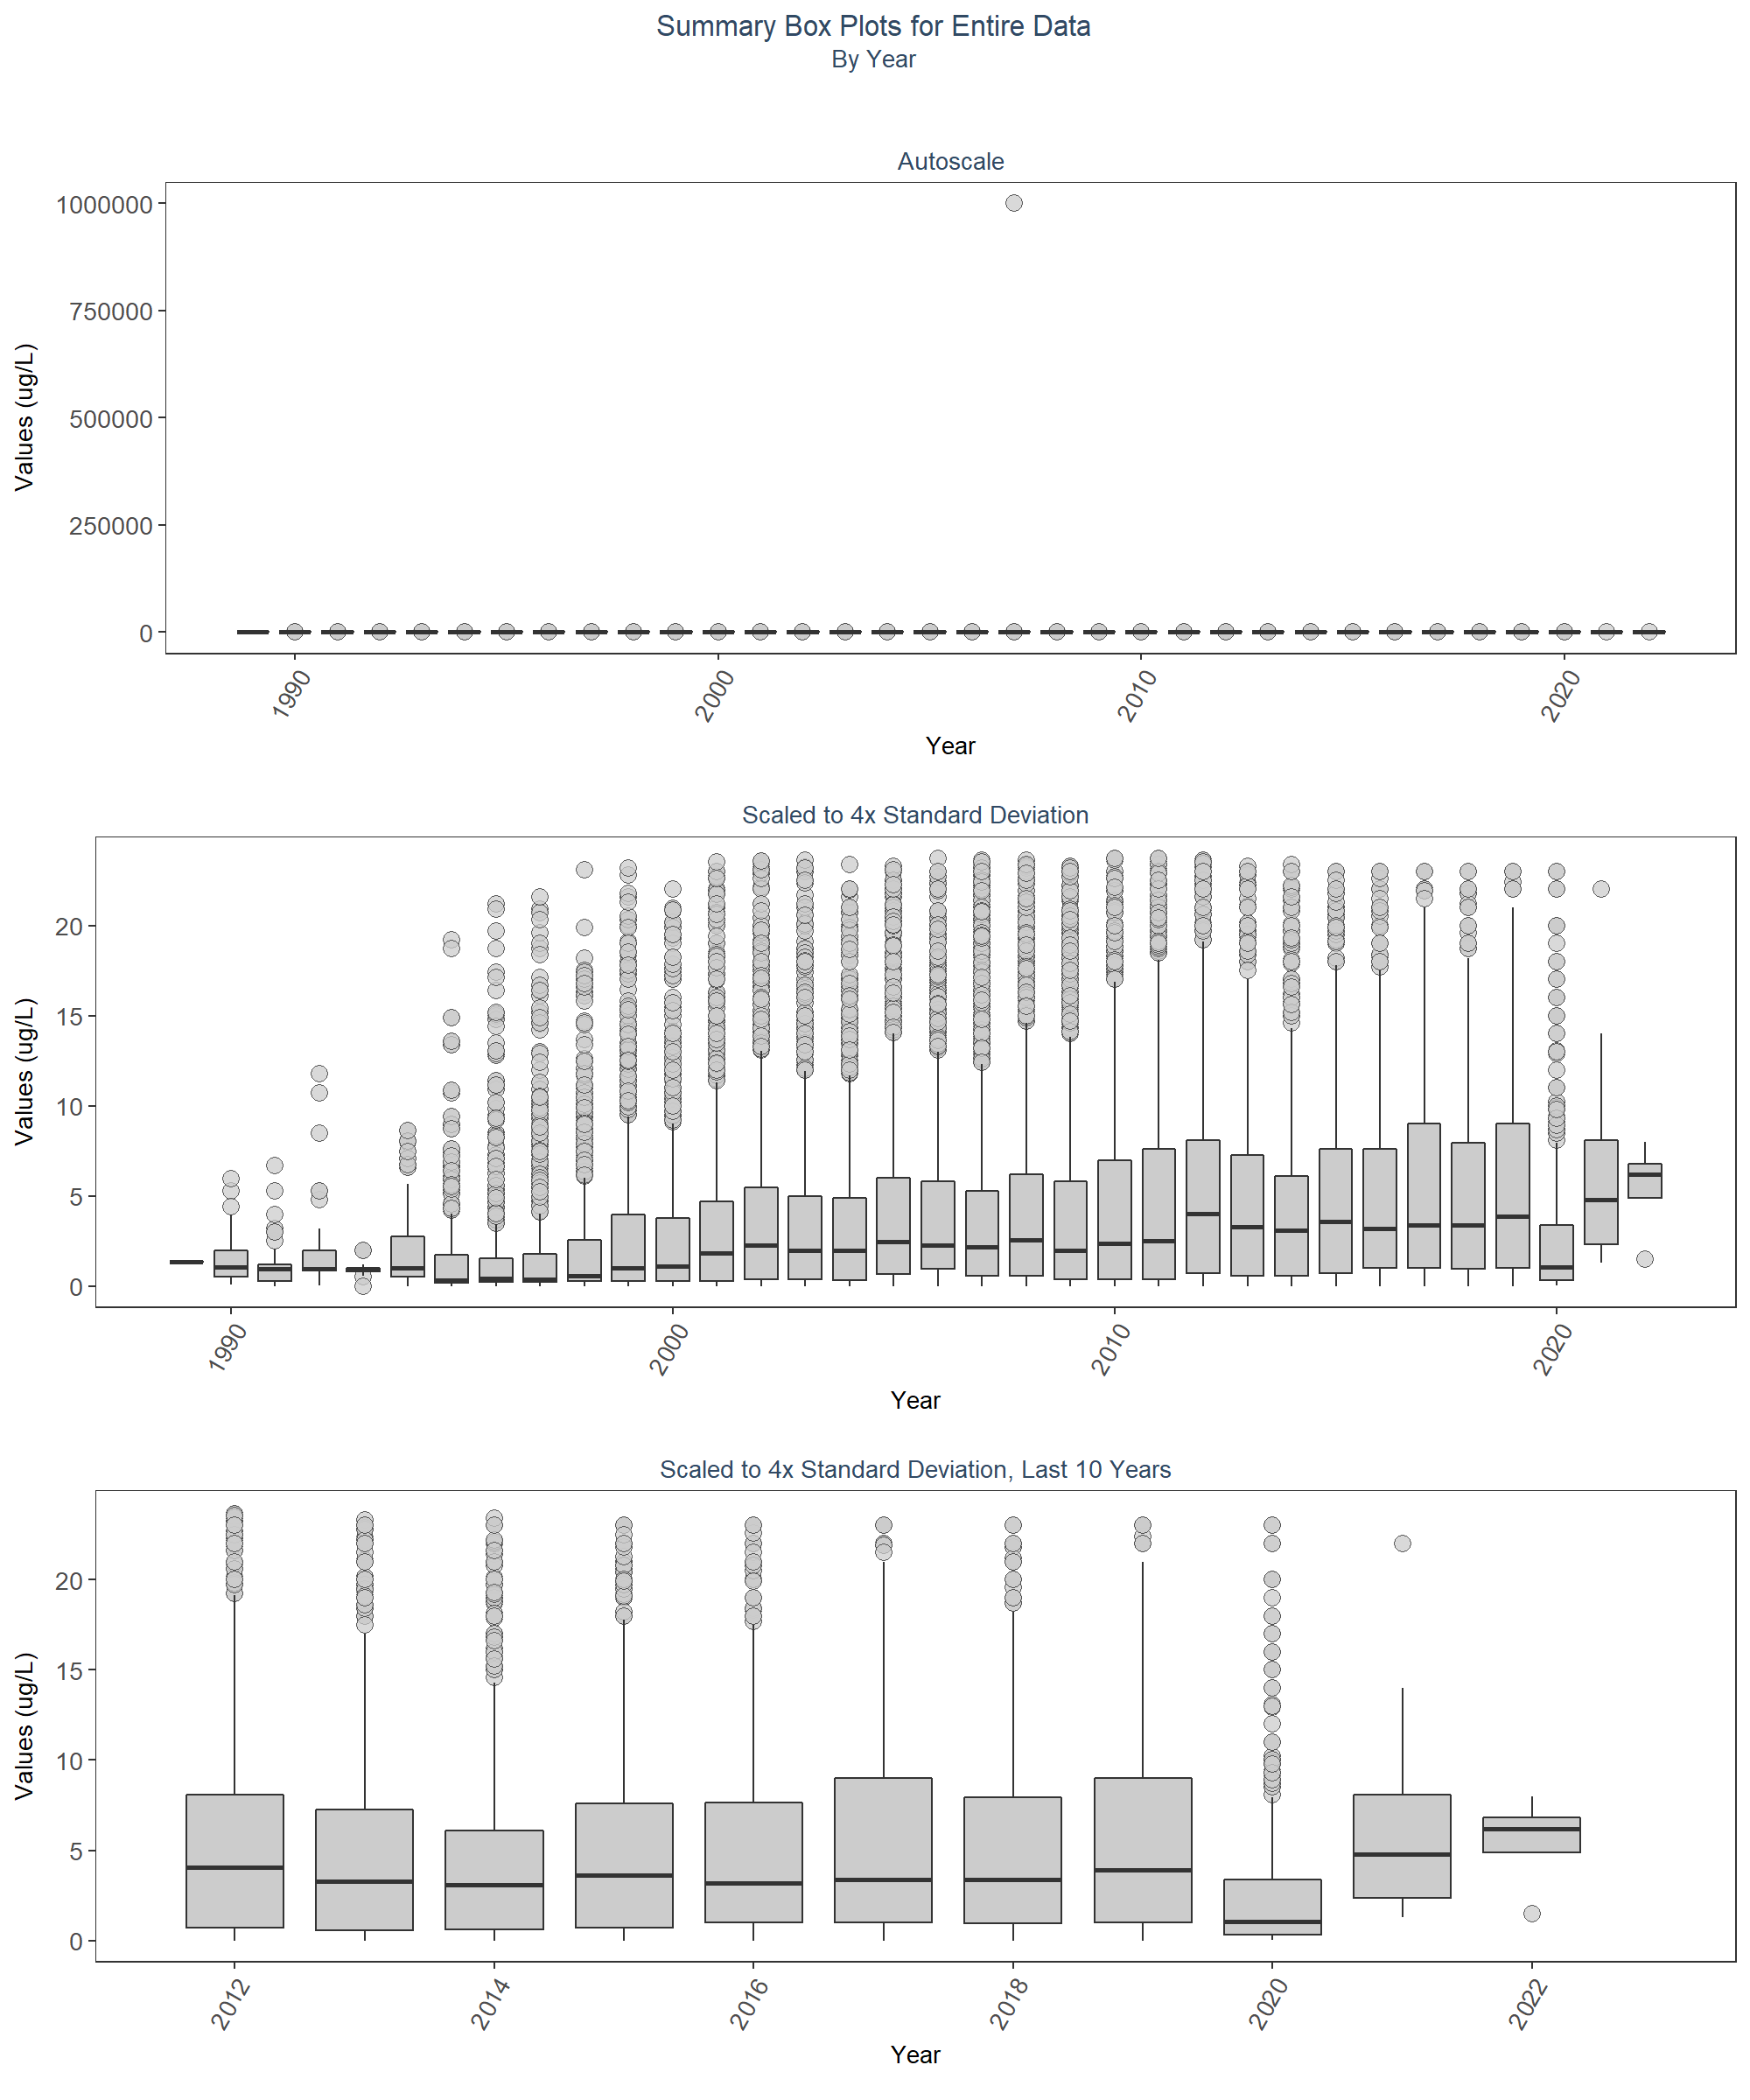 Summary Box Plots for Entire Data
By Year
Autoscale
1000000
750000
500000
250000
0
Values (ug/L)
1990
2000
2010
2020
Year
Scaled to 4x Standard Deviation
20
15
10
5
0
Values (ug/L)
1990
2000
2010
2020
Year
Scaled to 4x Standard Deviation, Last 10 Years
20
15
10
5
0
Values (ug/L)
2012
2014
2016
2018
2020
2022
Year